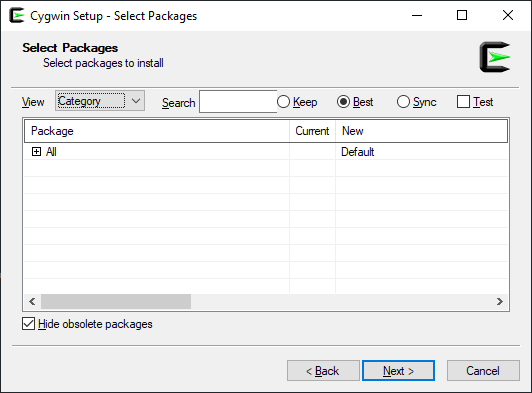 Cygwin Setup - Select Packages
Select Packages
Select packages to install
View Category Search Keep Best Sync Test
Package Current New
All Default
Hide obsolete packages
< Back Next > Cancel